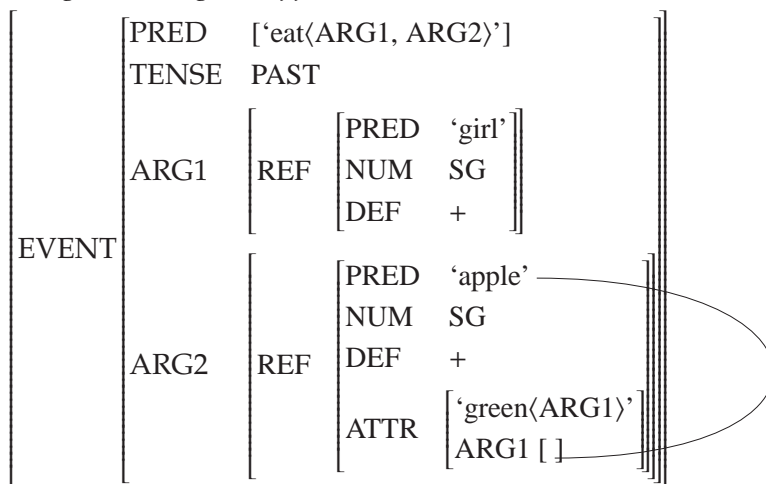 PRED [‘eat⟨ARG1, ARG2⟩’]
TENSE PAST
PRED ‘girl’
ARG1 REF NUM SG
DEF +
EVENT
PRED ‘apple’
NUM SG
ARG2 REF DEF +
ATTR ‘green⟨ARG1⟩’
ARG1 [ ]